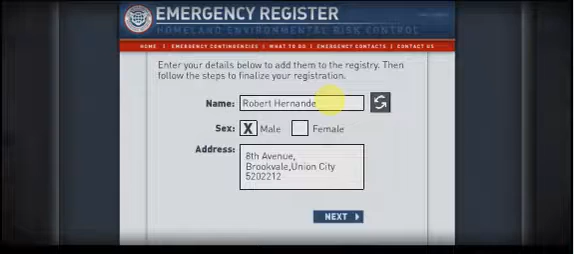 EMERGENCY REGISTER
HOMELAND ENVIRONMENTAL RISK CONTROL
HOME | EMERGENCY CONTINGENCIES | WHAT TO DO | EMERGENCY CONTACTS | CONTACT US
Enter your details below to add them to the registry. Then
follow the steps to finalize your registration.
Name: Robert Hernande
Sex: X Male Female
Address: 8th Avenue,
Brookvale,Union City
5202212
NEXT